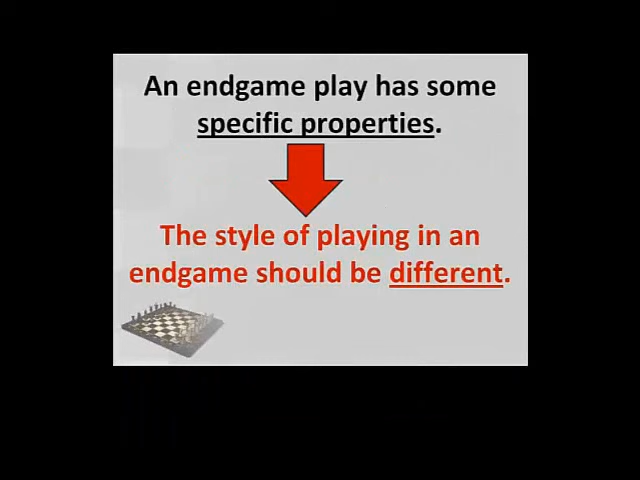 An endgame play has some
specific properties.
The style of playing in an
endgame should be different.